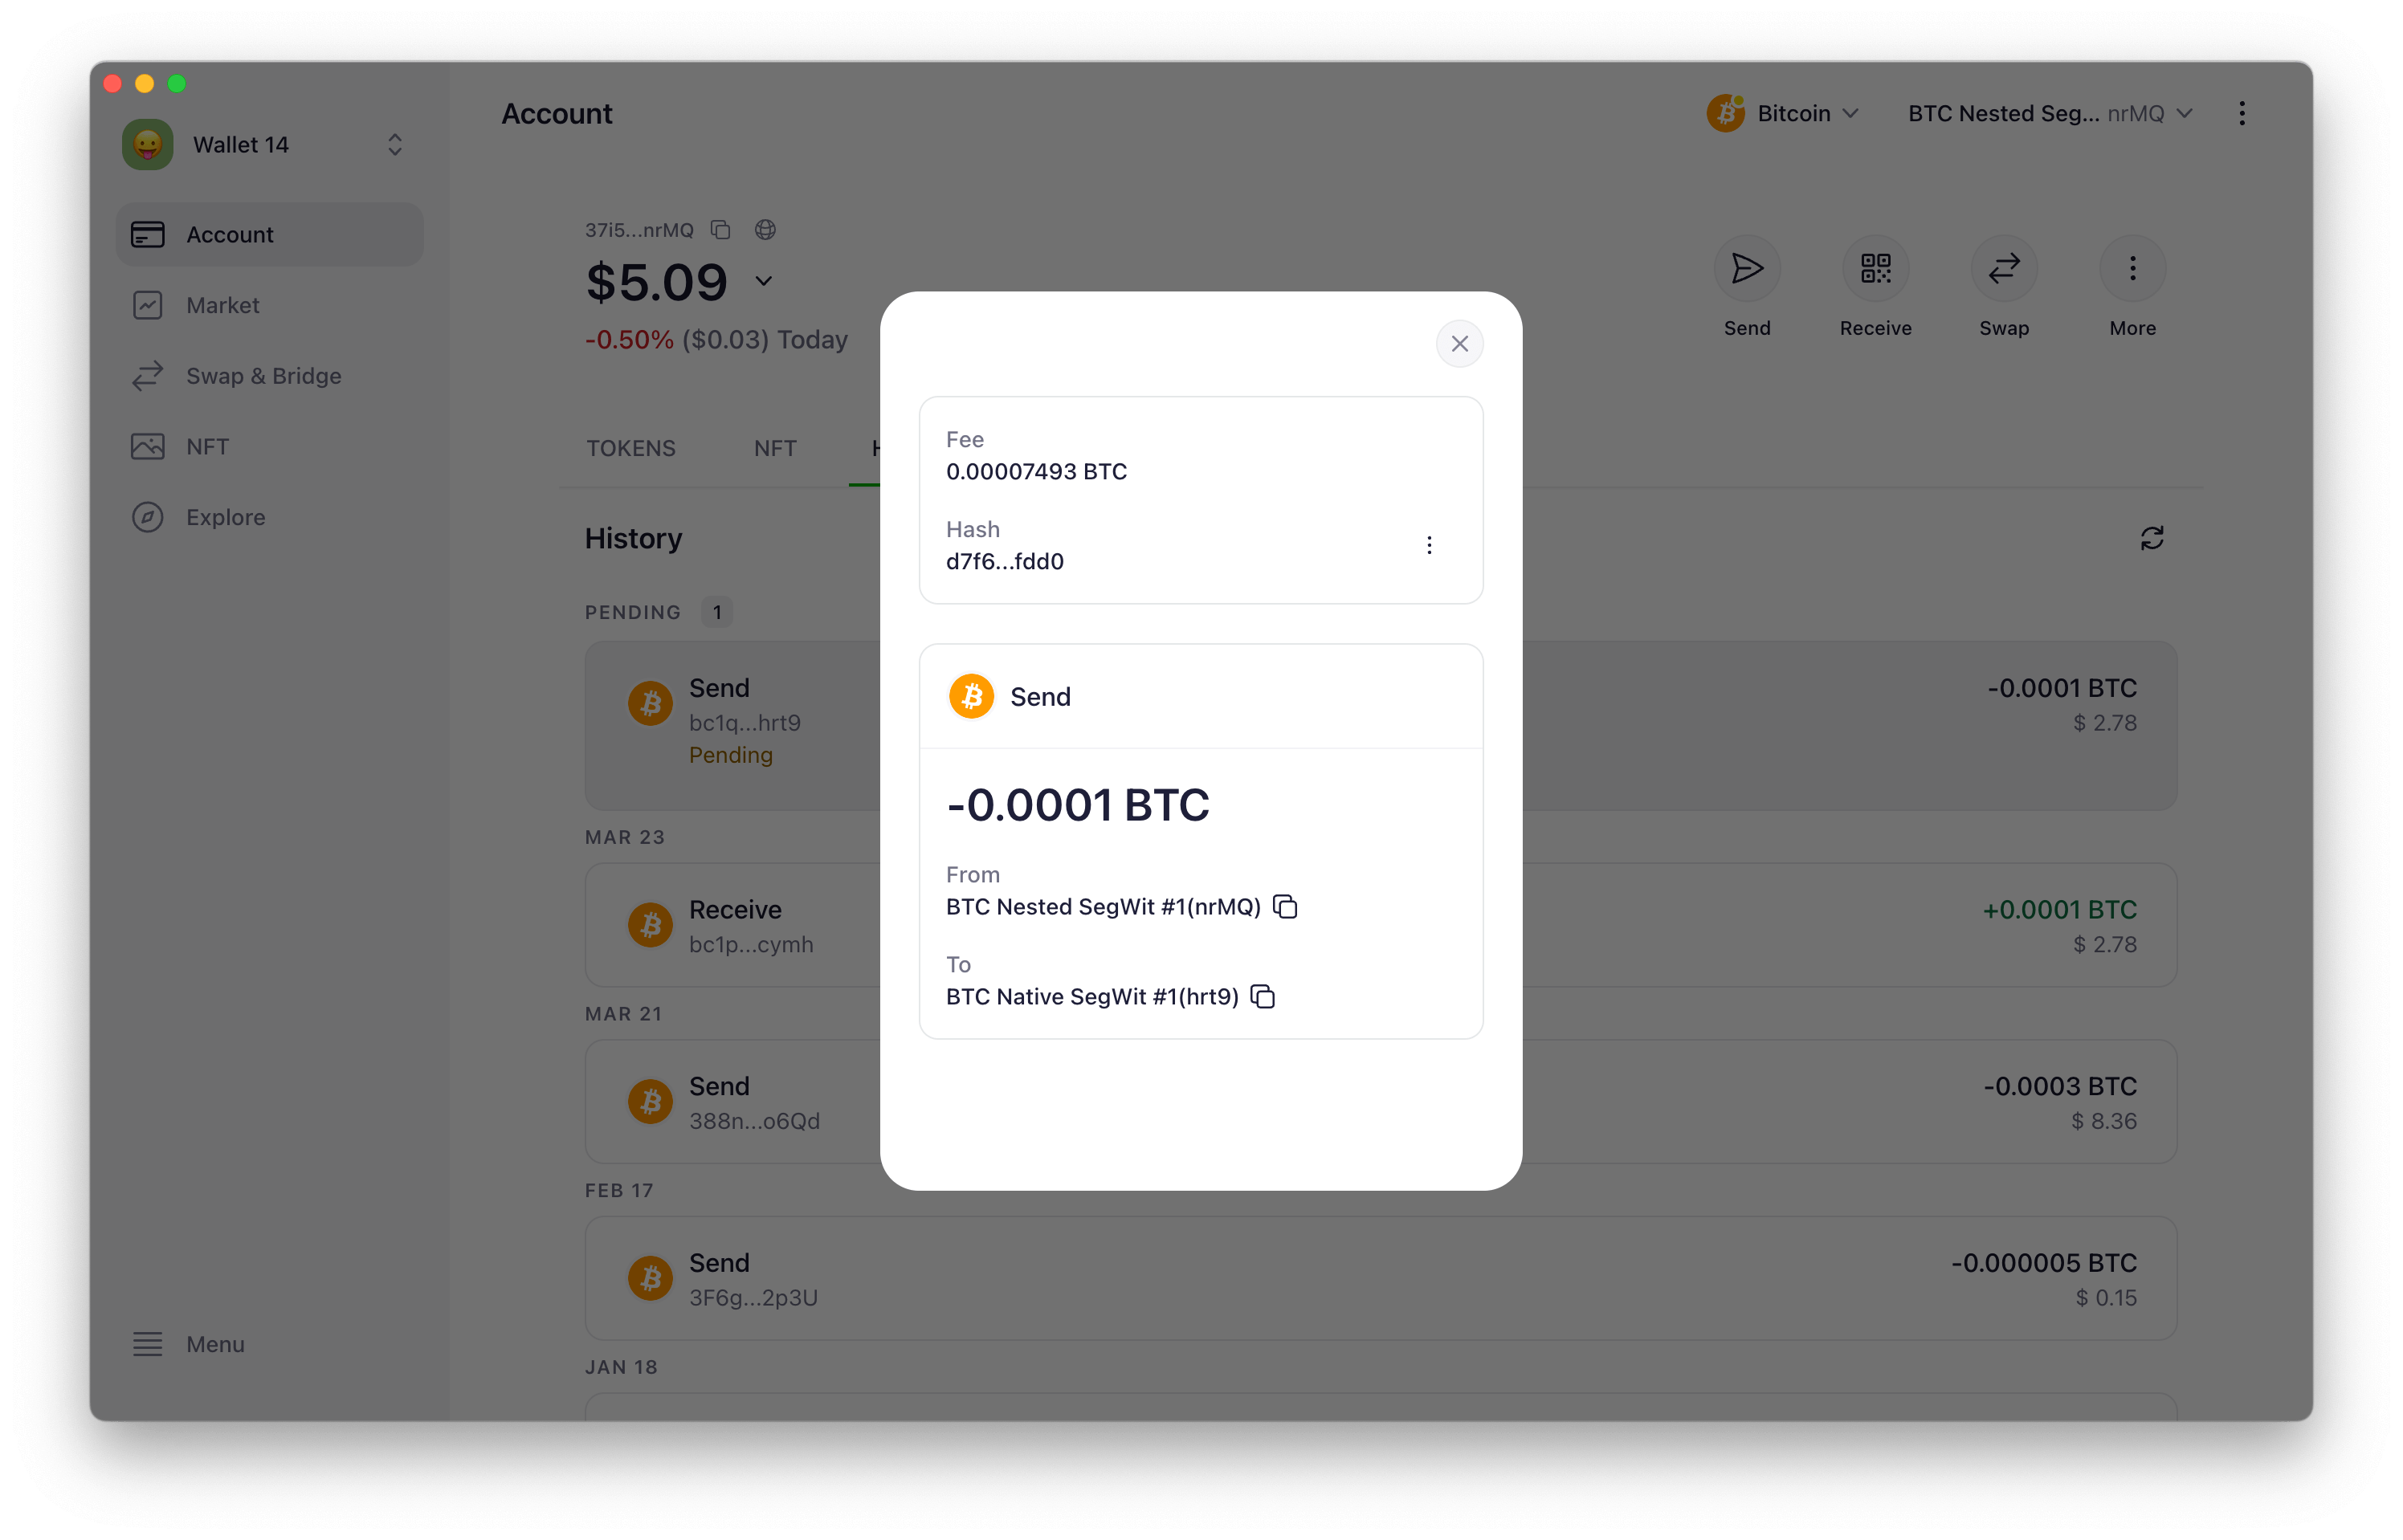 Wallet 14
Account
Market
Swap & Bridge
NFT
Explore
Menu
Account
Bitcoin
BTC Nested Seg... nrMQ
37i5...nrMQ
$5.09
-0.50% ($0.03) Today
Send
Receive
Swap
More
TOKENS
NFT
History
PENDING 1
Send
bc1q...hrt9
Pending
-0.0001 BTC
$ 2.78
MAR 23
Receive
bc1p...cymh
+0.0001 BTC
$ 2.78
MAR 21
Send
388n...o6Qd
-0.0003 BTC
$ 8.36
FEB 17
Send
3F6g...2p3U
-0.000005 BTC
$ 0.15
JAN 18
Fee
0.00007493 BTC
Hash
d7f6...fdd0
Send
-0.0001 BTC
From
BTC Nested SegWit #1(nrMQ)
To
BTC Native SegWit #1(hrt9)